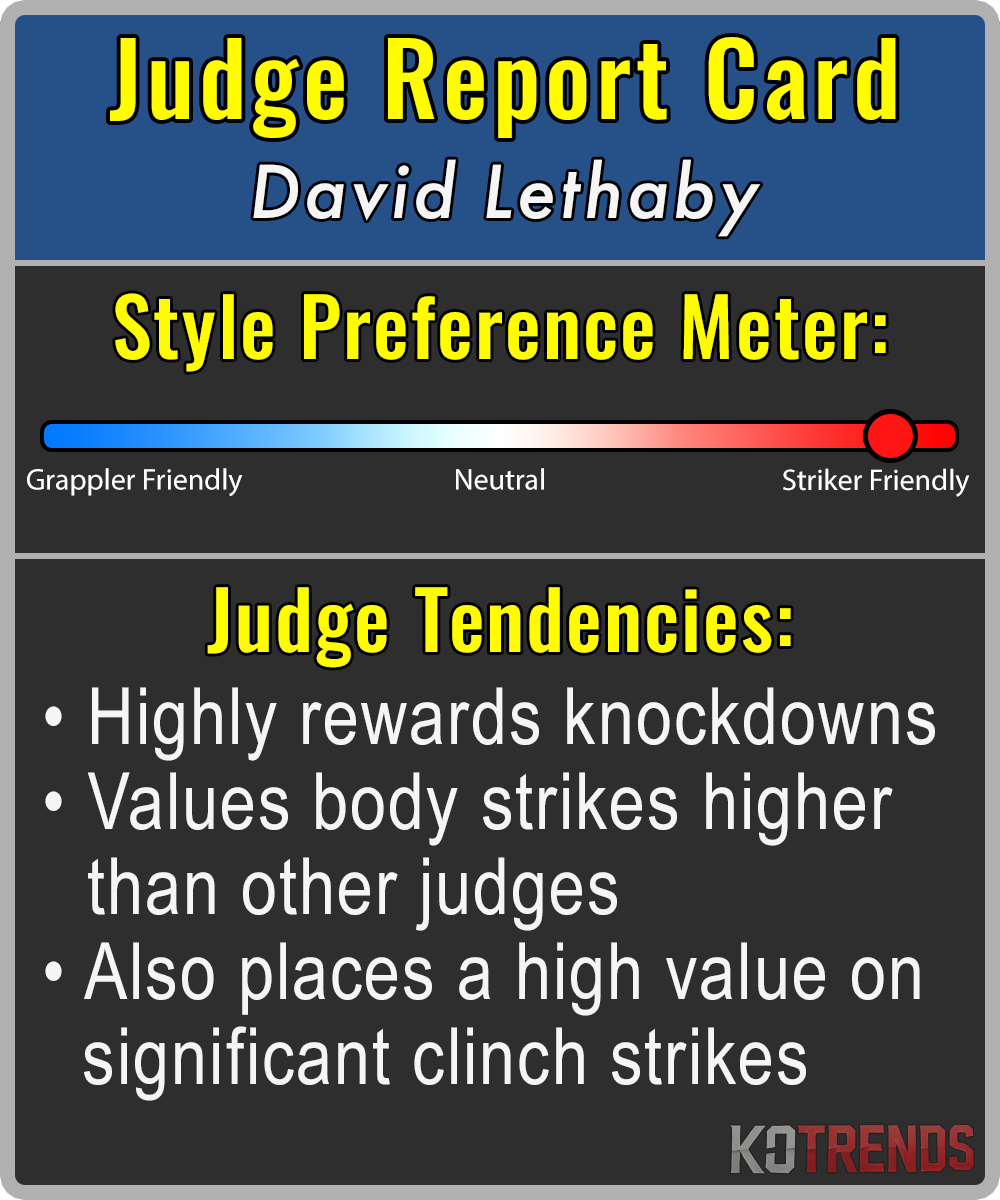 Judge Report Card
David Lethaby
Style Preference Meter:
Grappler Friendly
Neutral
Striker Friendly
Judge Tendencies:
• Highly rewards knockdowns
• Values body strikes higher
than other judges
• Also places a high value on
significant clinch strikes
KOTRENDS